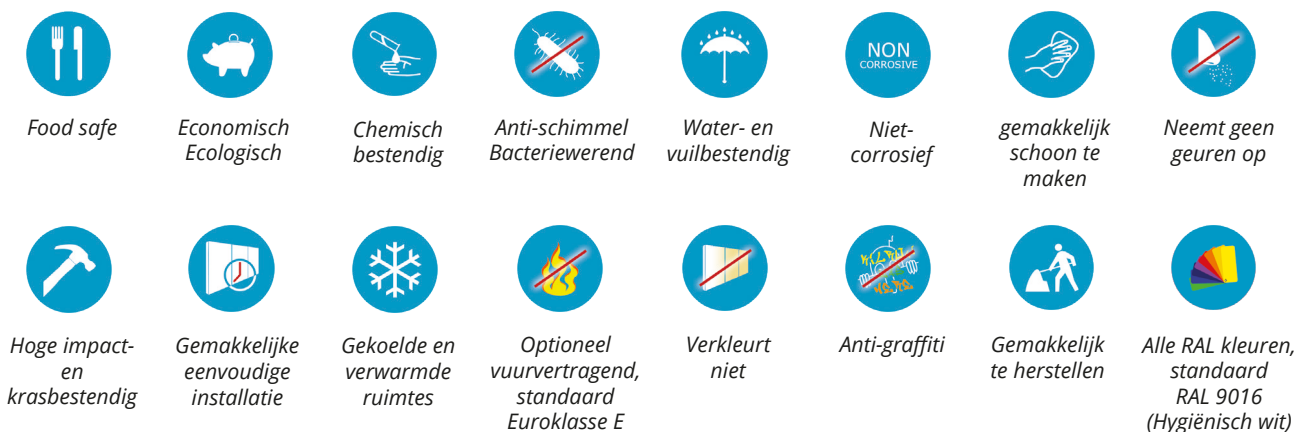 NON
CORROSIVE
Food safe
Economisch
Ecologisch
Chemisch
bestendig
Anti-schimmel
Bacteriewerend
Water- en
vuilbestendig
Niet-
corrosief
gemakkelijk
schoon te
maken
Neemt geen
geuren op
Hoge impact-
en
krasbestendig
Gemakkelijke
eenvoudige
installatie
Gekoelde en
verwarmde
ruimtes
Optioneel
vuurvertragend,
standaard
Euroklasse E
Verkleurt
niet
Anti-graffiti
Gemakkelijk
te herstellen
Alle RAL kleuren,
standaard
RAL 9016
(Hygiënisch wit)